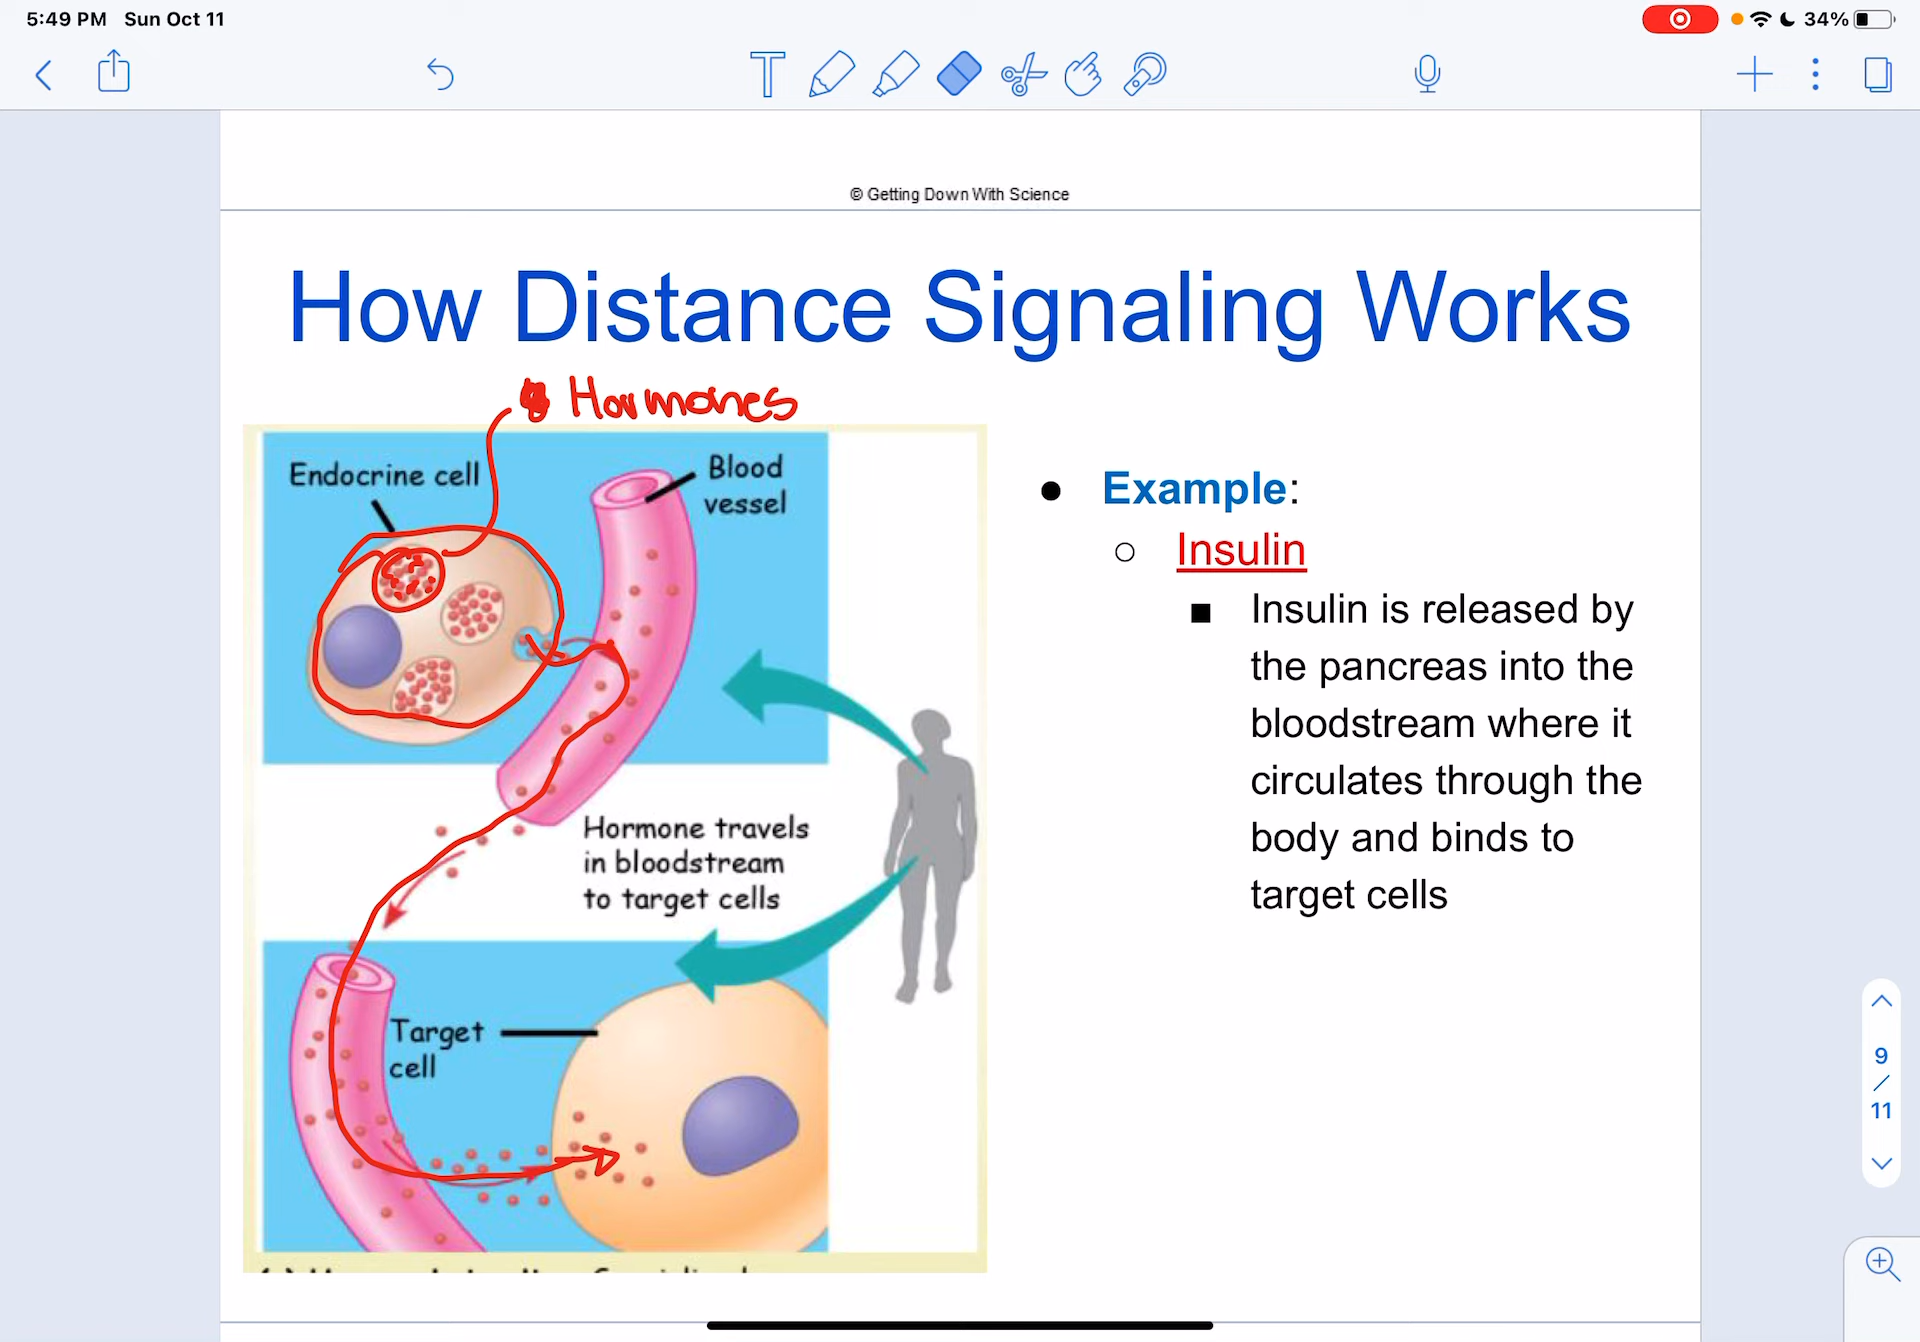 5:49 PM Sun Oct 11
34%
T
© Getting Down With Science
How Distance Signaling Works
Hormones
Endocrine cell
Blood
vessel
Hormone travels
in bloodstream
to target cells
Target
cell
● Example:
○ Insulin
■ Insulin is released by
the pancreas into the
bloodstream where it
circulates through the
body and binds to
target cells
9
/
11